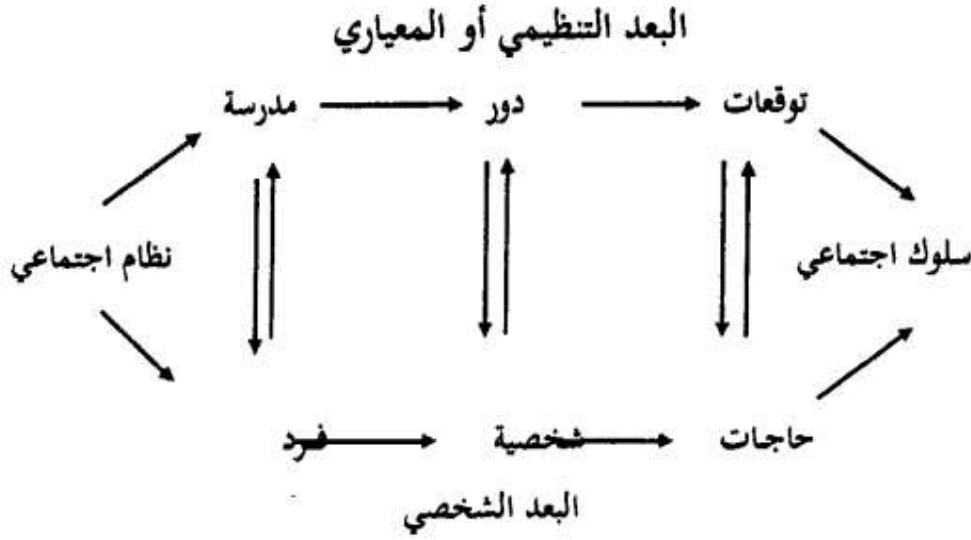 البعد التنظيمي أو المعياري
توقعات
دور
مدرسة
سلوك اجتماعي
نظام اجتماعي
حاجات
شخصية
فرد
البعد الشخصي